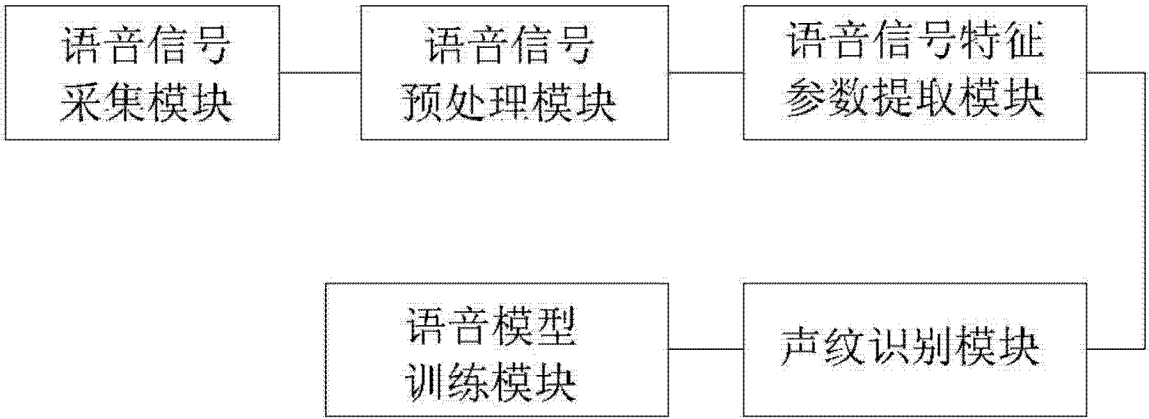 语音信号
采集模块
语音信号
预处理模块
语音信号特征
参数提取模块
语音模型
训练模块
声纹识别模块